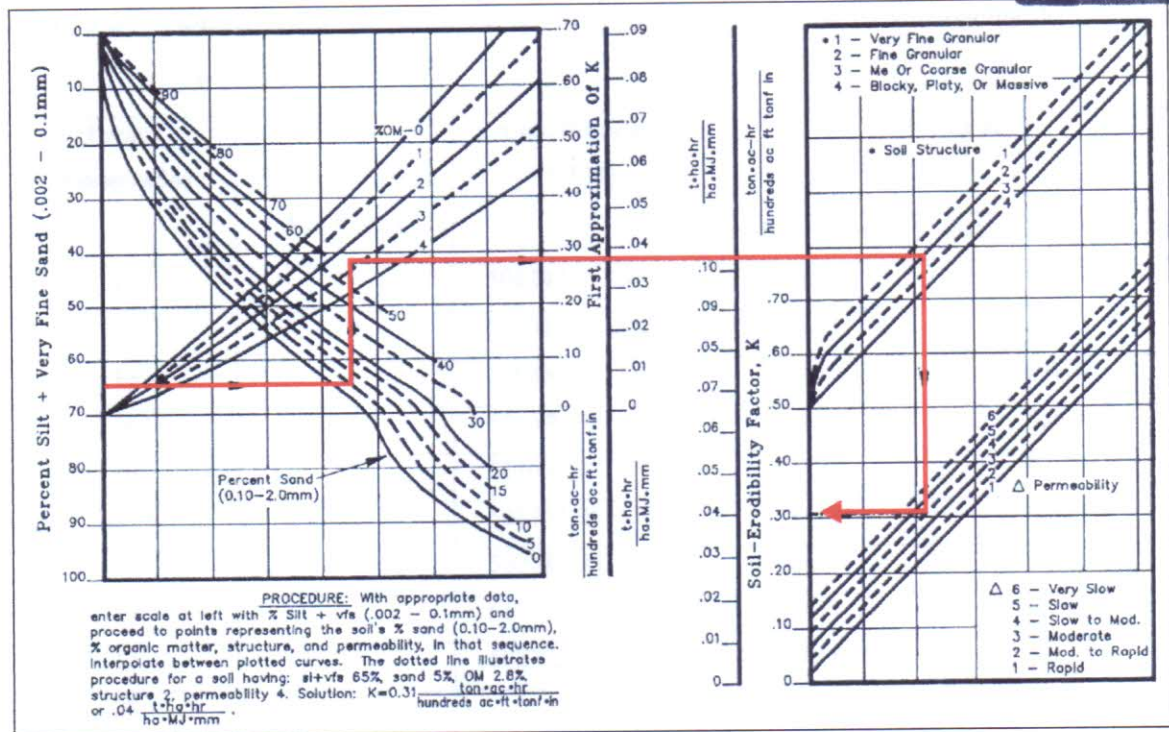 Percent Silt + Very Fine Sand (.002 - 0.1mm)
0
10
20
30
40
50
60
70
80
90
100
90
80
70
60
50
40
30
20
15
10
5
0
%OM-0
1
2
3
4
Percent Sand
(0.10-2.0mm)
.70
.60
.50
.40
.30
.20
.10
0
ton•ac-hr
hundreds ac.ft.tonf.in
First Approximation Of K
.09
.08
.07
.06
.05
.04
.03
.02
.01
0
t•ha•hr
ha.MJ.mm
PROCEDURE: With appropriate data,
enter scale at left with % Silt + vfs (.002 - 0.1mm) and
proceed to points representing the soil's % sand (0.10-2.0mm),
% organic matter, structure, and permeability, in that sequence.
Interpolate between plotted curves. The dotted line illustrates
procedure for a soil having: si+vfs 65%, sand 5%, OM 2.8%
structure 2, permeability 4. Solution: K=0.31 ton•ac•hr
hundreds ac•ft•tonf•in
or .04 t•ha•hr
ha•MJ•mm .
t•ha•hr
ha•MJ.mm
ton•ac-hr
hundreds ac ft tonf in
.10
.09
.08
.07
.06
.05
.04
.03
.02
.01
0
Soil-Erodibility Factor, K
.70
.60
.50
.40
.30
.20
.10
0
• 1 - Very Fine Granular
2 - Fine Granular
3 - Me Or Coarse Granular
4 - Blocky, Platy, Or Massive
• Soil Structure
1
2
3
4
6
5
4
3
2
1
△ Permeability
△ 6 - Very Slow
5 - Slow
4 - Slow to Mod.
3 - Moderate
2 - Mod. to Rapid
1 - Rapid